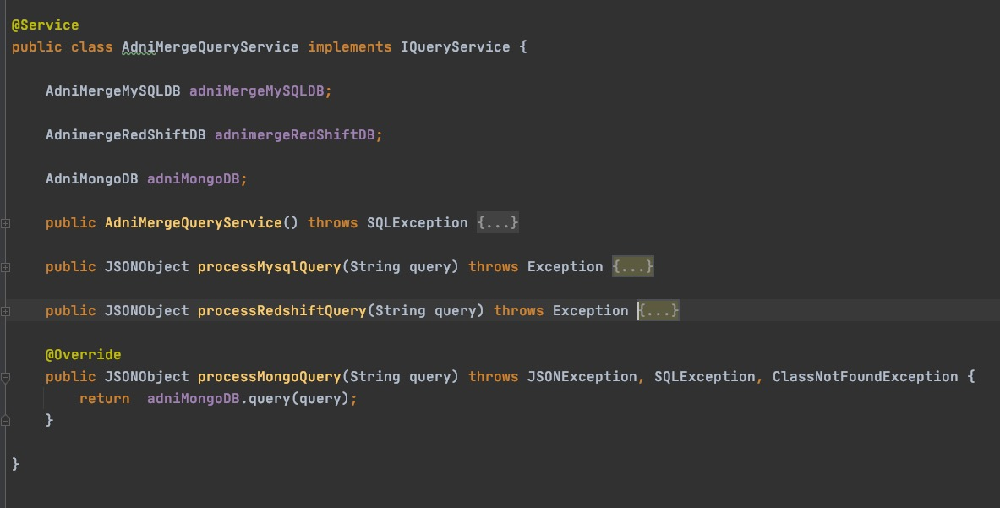 @Service
public class AdniMergeQueryService implements IQueryService {
AdniMergeMySQLDB adniMergeMySQLDB;
AdnimergeRedShiftDB adnimergeRedShiftDB;
AdniMongoDB adniMongoDB;
public AdniMergeQueryService() throws SQLException {...}
public JSONObject processMysqlQuery(String query) throws Exception {...}
public JSONObject processRedshiftQuery(String query) throws Exception {...}
@Override
public JSONObject processMongoQuery(String query) throws JSONException, SQLException, ClassNotFoundException {
return  adniMongoDB.query(query);
}
}